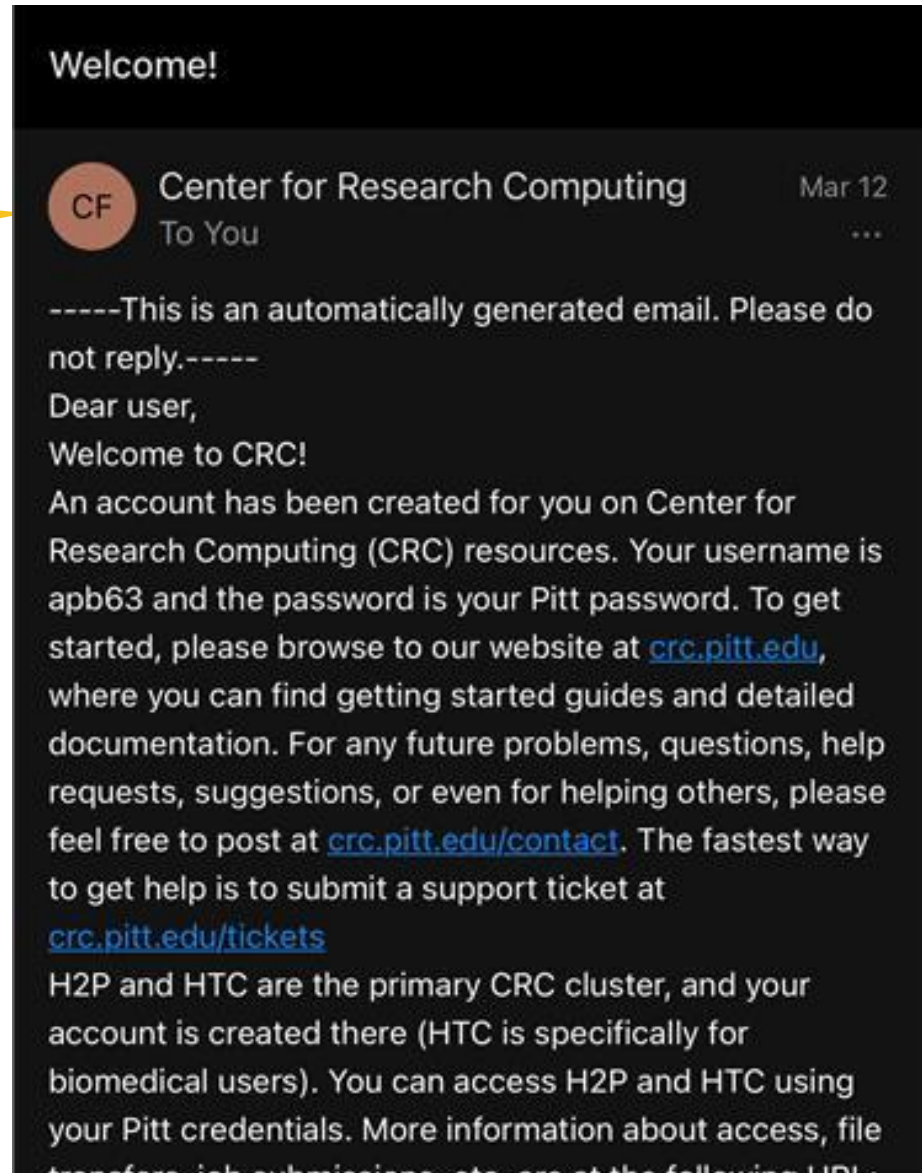 Welcome!
CF
Center for Research Computing
Mar 12
To You
...
-----This is an automatically generated email. Please do
not reply.-----
Dear user,
Welcome to CRC!
An account has been created for you on Center for
Research Computing (CRC) resources. Your username is
apb63 and the password is your Pitt password. To get
started, please browse to our website at crc.pitt.edu,
where you can find getting started guides and detailed
documentation. For any future problems, questions, help
requests, suggestions, or even for helping others, please
feel free to post at crc.pitt.edu/contact. The fastest way
to get help is to submit a support ticket at
crc.pitt.edu/tickets
H2P and HTC are the primary CRC cluster, and your
account is created there (HTC is specifically for
biomedical users). You can access H2P and HTC using
your Pitt credentials. More information about access, file